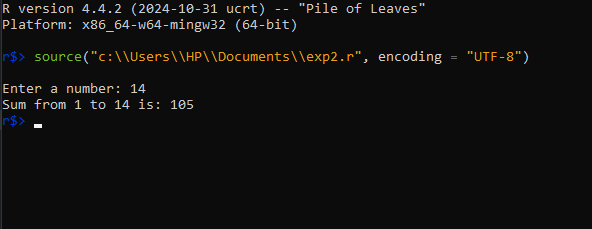 R version 4.4.2 (2024-10-31 ucrt) -- "Pile of Leaves"
Platform: x86_64-w64-mingw32 (64-bit)
r$> source("c:\\Users\\HP\\Documents\\exp2.r", encoding = "UTF-8")
Enter a number: 14
Sum from 1 to 14 is: 105
r$>